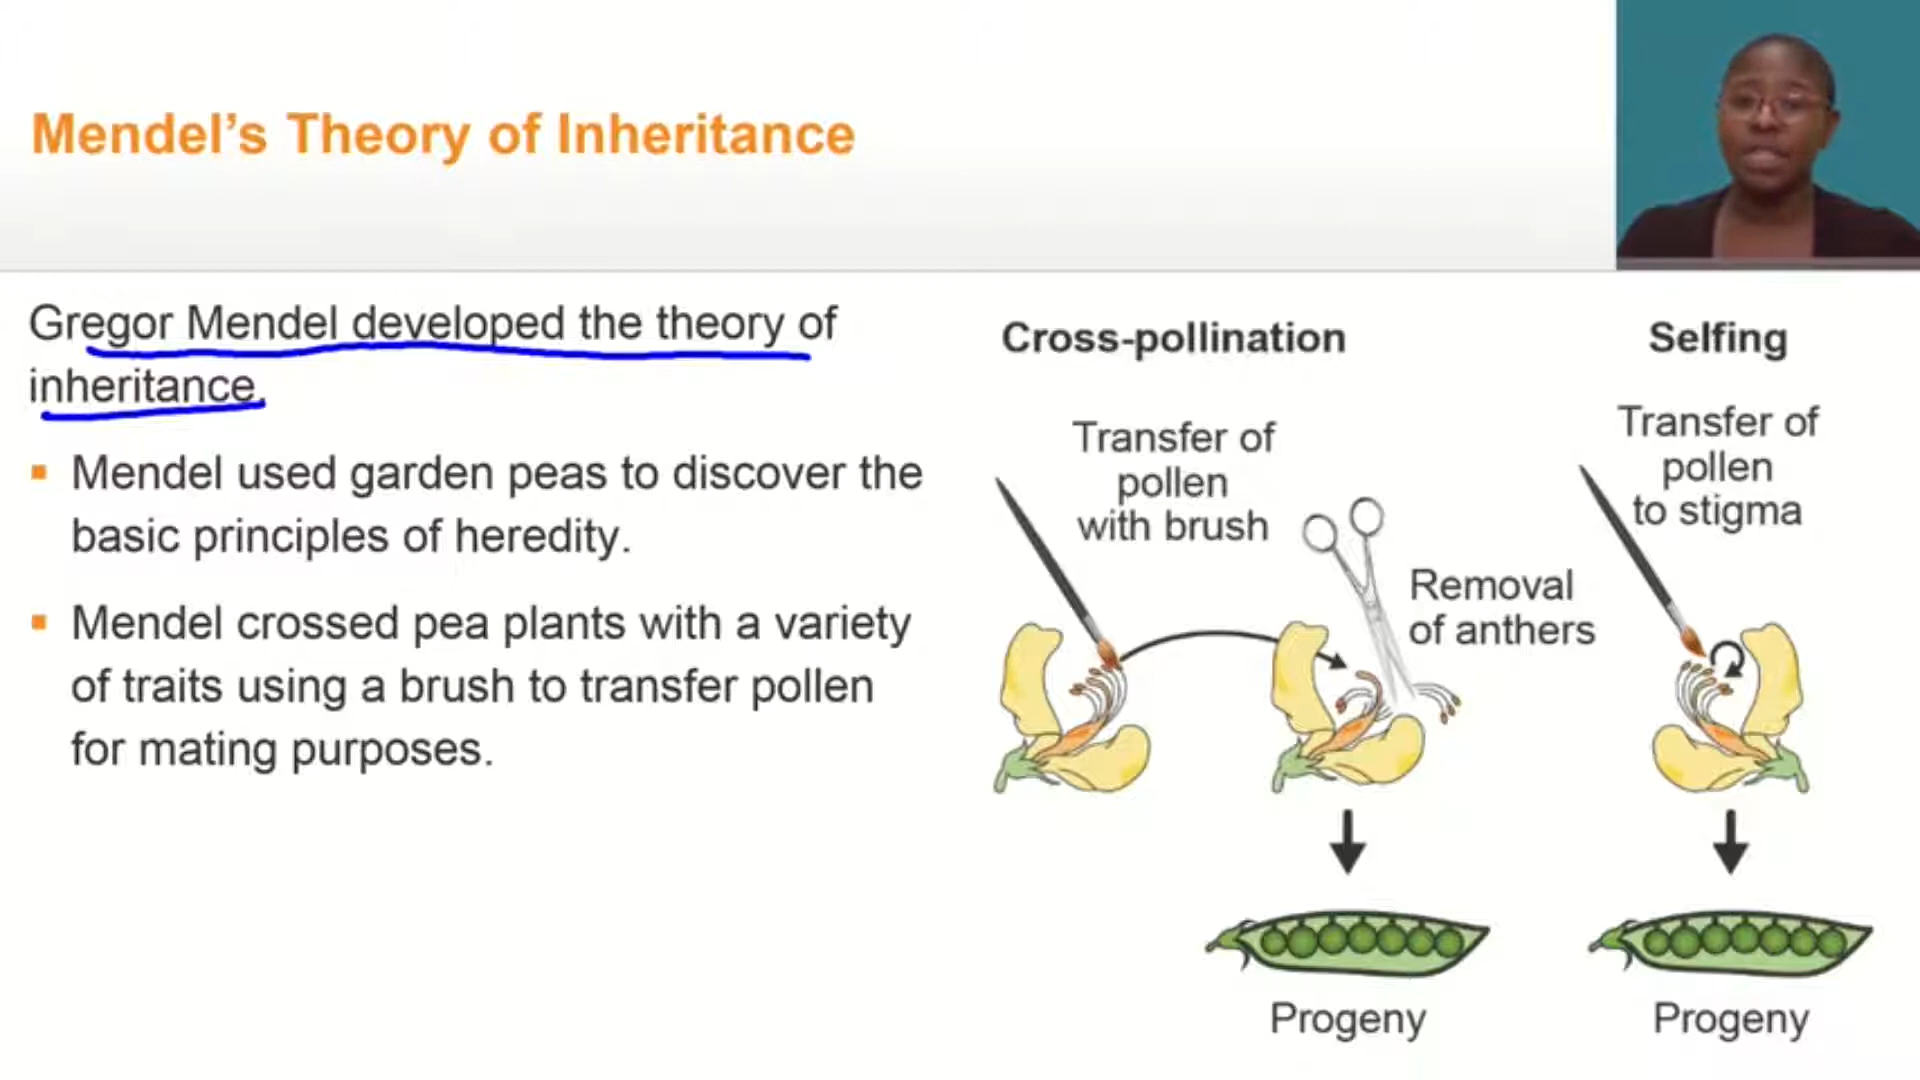 Mendel’s Theory of Inheritance
Gregor Mendel developed the theory of
inheritance.
▪ Mendel used garden peas to discover the
basic principles of heredity.
▪ Mendel crossed pea plants with a variety
of traits using a brush to transfer pollen
for mating purposes.
Cross-pollination
Transfer of
pollen
with brush
Removal
of anthers
Progeny
Selfing
Transfer of
pollen
to stigma
Progeny